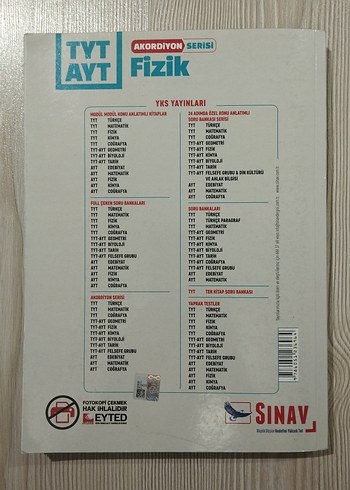 TYT
AYT
AKORDİYON SERİSİ
Fizik
YKS YAYINLARI
MODÜL MODÜL KONU ANLATIMLI KİTAPLAR
TYT TÜRKÇE
TYT MATEMATİK
TYT FİZİK
TYT KİMYA
TYT COĞRAFYA
TYT-AYT GEOMETRİ
TYT-AYT BİYOLOJİ
TYT-AYT TARİH
AYT EDEBİYAT
AYT MATEMATİK
AYT FİZİK
AYT KİMYA
AYT COĞRAFYA
FULL ÇEKEN SORU BANKALARI
TYT TÜRKÇE
TYT MATEMATİK
TYT FİZİK
TYT KİMYA
TYT COĞRAFYA
TYT-AYT GEOMETRİ
TYT-AYT BİYOLOJİ
TYT-AYT TARİH
TYT-AYT FELSEFE GRUBU
AYT EDEBİYAT
AYT MATEMATİK
AYT FİZİK
AYT KİMYA
AYT COĞRAFYA
AKORDİYON SERİSİ
TYT TÜRKÇE
TYT MATEMATİK
TYT COĞRAFYA
TYT-AYT GEOMETRİ
TYT-AYT FİZİK
TYT-AYT KİMYA
TYT-AYT BİYOLOJİ
TYT-AYT TARİH
TYT-AYT FELSEFE GRUBU
AYT EDEBİYAT
AYT MATEMATİK
AYT COĞRAFYA
24 ADIMDA ÖZEL KONU ANLATIMLI
SORU BANKASI SERİSİ
TYT TÜRKÇE
TYT MATEMATİK
TYT COĞRAFYA
TYT-AYT GEOMETRİ
TYT-AYT FİZİK
TYT-AYT KİMYA
TYT-AYT BİYOLOJİ
TYT-AYT TARİH
TYT-AYT FELSEFE GRUBU & DİN KÜLTÜRÜ
VE AHLAK BİLGİSİ
AYT EDEBİYAT
AYT MATEMATİK
AYT COĞRAFYA
SORU BANKALARI
TYT TÜRKÇE
TYT TÜRKÇE PARAGRAF
TYT MATEMATİK
TYT-AYT GEOMETRİ
TYT-AYT FİZİK
TYT-AYT KİMYA
TYT-AYT BİYOLOJİ
TYT-AYT TARİH
TYT-AYT COĞRAFYA
TYT-AYT FELSEFE GRUBU
AYT EDEBİYAT
AYT MATEMATİK
TYT TEK KİTAP SORU BANKASI
YAPRAK TESTLER
TYT TÜRKÇE
TYT MATEMATİK
TYT FİZİK
TYT KİMYA
TYT COĞRAFYA
TYT-AYT GEOMETRİ
TYT-AYT BİYOLOJİ
TYT-AYT TARİH
TYT-AYT FELSEFE GRUBU
AYT EDEBİYAT
AYT MATEMATİK
AYT FİZİK
AYT KİMYA
AYT COĞRAFYA
FOTOKOPİ ÇEKMEK
HAK İHLALİDİR
EYTED
SINAV